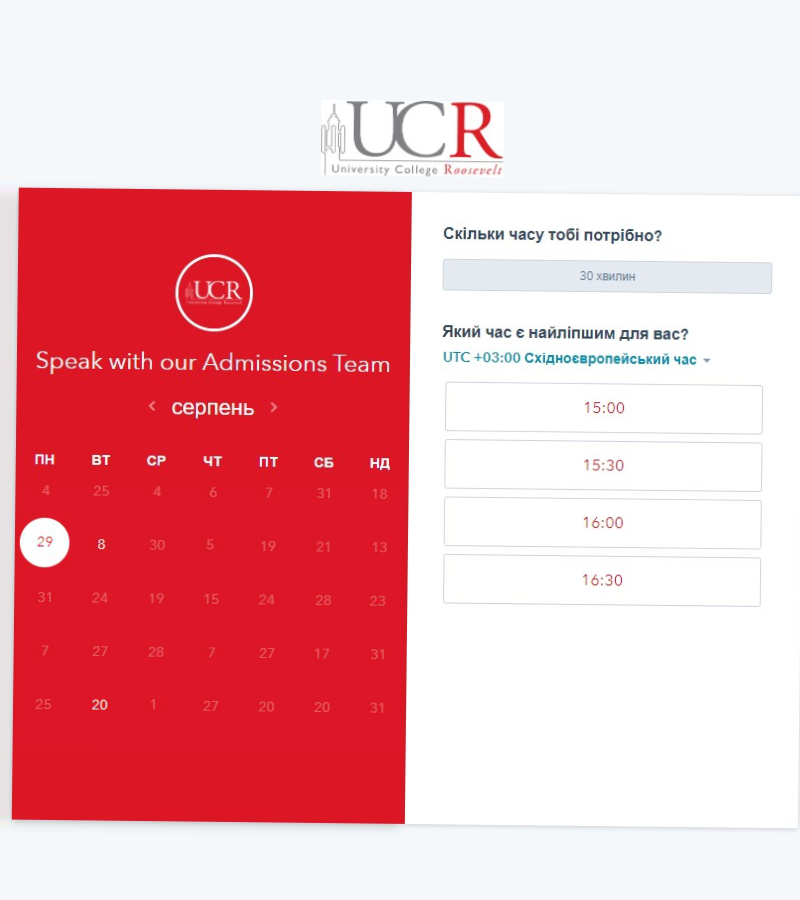 UCR
University College Roosevelt
UCR
Speak with our Admissions Team
серпень
ПН ВТ СР ЧТ ПТ СБ НД
4 25 4 6 7 31 18
29 8 30 5 19 21 13
31 24 19 15 24 28 23
7 27 28 7 27 17 31
25 20 1 27 20 20 31
Скільки часу тобі потрібно?
30 хвилин
Який час є найліпшим для вас?
UTC +03:00 Східноєвропейський час
15:00
15:30
16:00
16:30